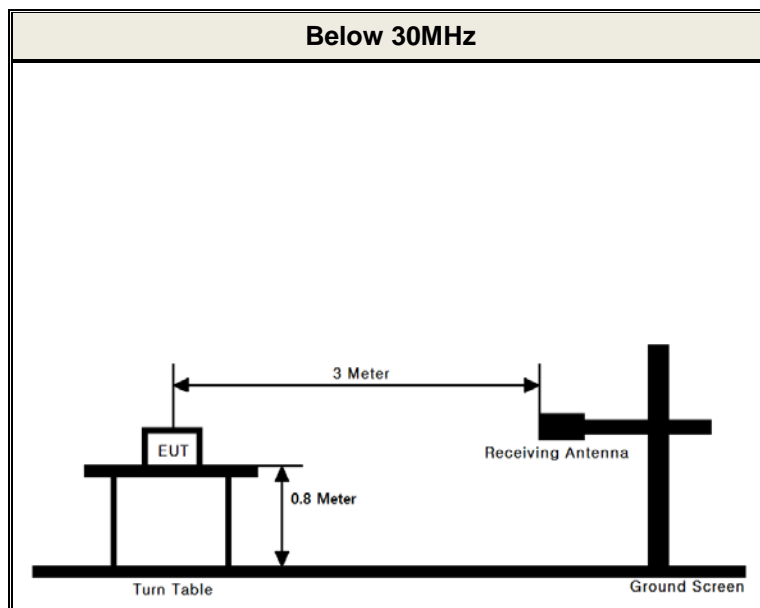 Below 30MHz
3 Meter
EUT
Receiving Antenna
0.8 Meter
Turn Table
Ground Screen